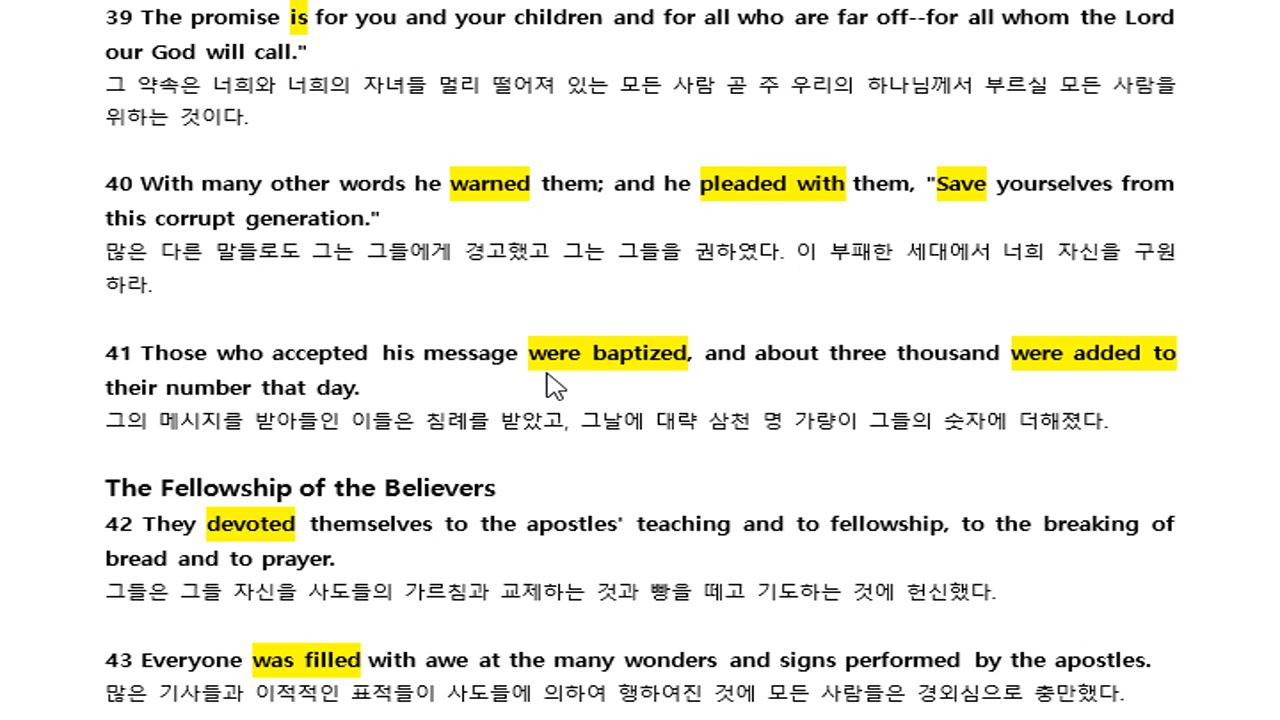 39 The promise is for you and your children and for all who are far off--for all whom the Lord
our God will call."
그 약속은 너희와 너희의 자녀들 멀리 떨어져 있는 모든 사람 곧 주 우리의 하나님께서 부르실 모든 사람을
위하는 것이다.
40 With many other words he warned them; and he pleaded with them, "Save yourselves from
this corrupt generation."
많은 다른 말들로도 그는 그들에게 경고했고 그는 그들을 권하였다. 이 부패한 세대에서 너희 자신을 구원
하라.
41 Those who accepted his message were baptized, and about three thousand were added to
their number that day.
그의 메시지를 받아들인 이들은 침례를 받았고, 그날에 대략 삼천 명 가량이 그들의 숫자에 더해졌다.
The Fellowship of the Believers
42 They devoted themselves to the apostles' teaching and to fellowship, to the breaking of
bread and to prayer.
그들은 그들 자신을 사도들의 가르침과 교제하는 것과 빵을 떼고 기도하는 것에 헌신했다.
43 Everyone was filled with awe at the many wonders and signs performed by the apostles.
많은 기사들과 이적적인 표적들이 사도들에 의하여 행하여진 것에 모든 사람들은 경외심으로 충만했다.